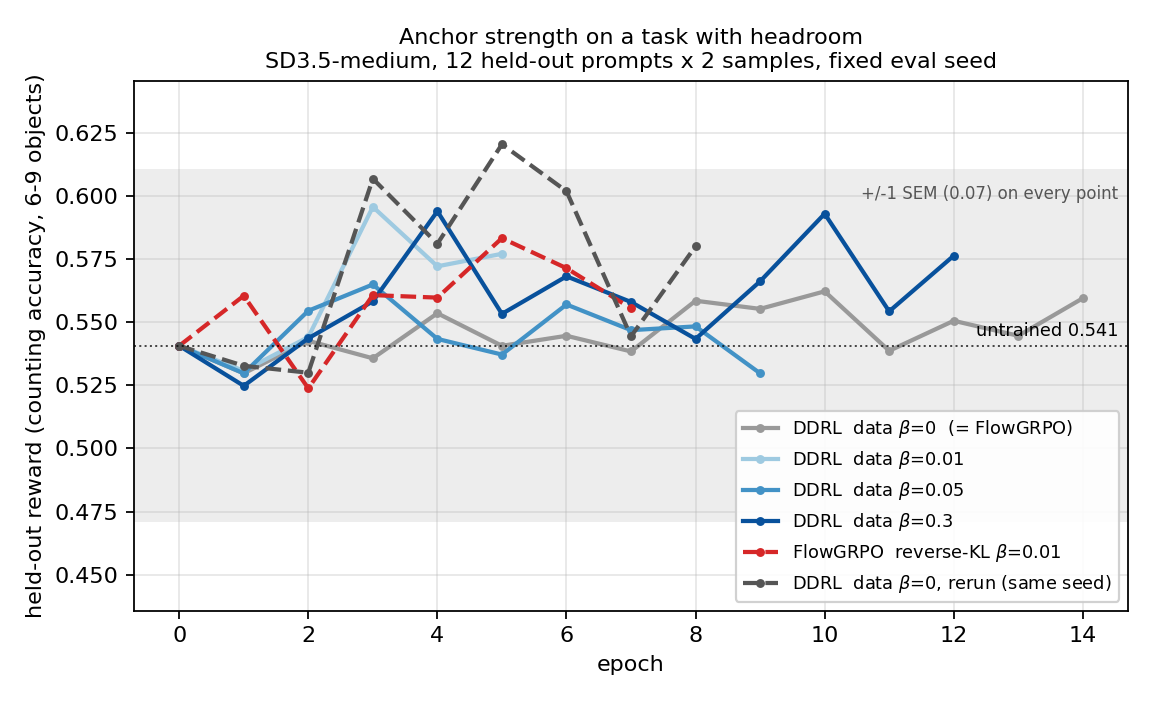 Anchor strength on a task with headroom
SD3.5-medium, 12 held-out prompts x 2 samples, fixed eval seed
held-out reward (counting accuracy, 6-9 objects)
0.625
0.600
0.575
0.550
0.525
0.500
0.475
0.450
+/-1 SEM (0.07) on every point
untrained 0.541
DDRL  data β=0  (= FlowGRPO)
DDRL  data β=0.01
DDRL  data β=0.05
DDRL  data β=0.3
FlowGRPO  reverse-KL β=0.01
DDRL  data β=0, rerun (same seed)
0 2 4 6 8 10 12 14
epoch